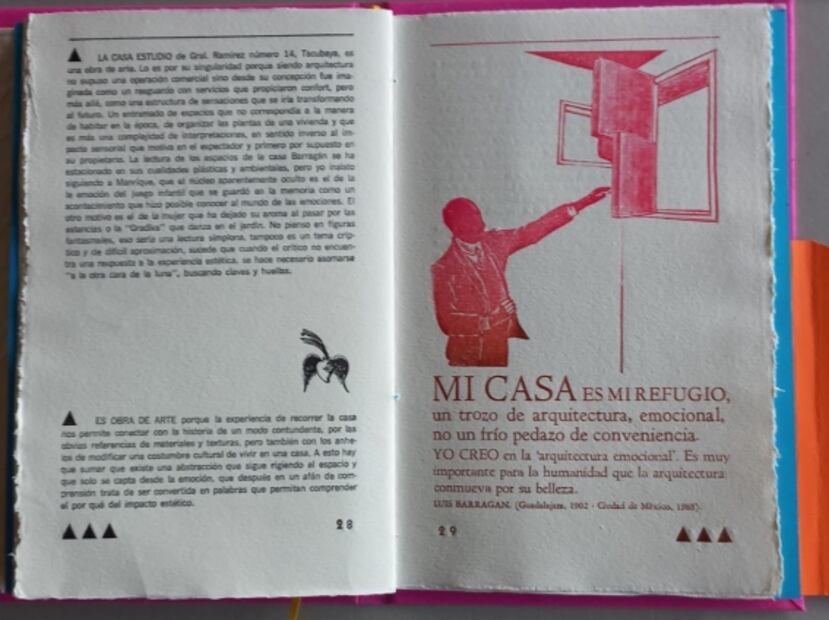 LA CASA ESTUDIO de Gral. Ramírez número 14, Tacubaya, es
una obra de arte. Lo es por su singularidad porque siendo arquitectura
no supuso una operación comercial sino desde su concepción fue ima-
ginada como un resguardo con servicios que propiciaron confort, pero
más allá, como una estructura de sensaciones que se iría transformando
al futuro. Un entramado de espacios que no correspondía a la manera
de habitar en la época, de organizar las plantas de una vivienda y que
es más una complejidad de interpretaciones, en sentido inverso al im-
pacto sensorial que motiva en el espectador y primero por supuesto en
su propietario. La lectura de los espacios de la casa Barragán se ha
estacionado en sus cualidades plásticas y ambientales, pero yo insisto
siguiendo a Manrique, que el núcleo aparentemente oculto es el de la
la emoción del juego infantil que se guardó en la memoria como un
acontecimiento que hizo posible conocer al mundo de las emociones. El
otro motivo es el de la mujer que ha dejado su aroma al pasar por las
estancias o la "Gradiva" que danza en el jardín. No pienso en figuras
fantasmales, eso sería una lectura simplona, tampoco es un tema críp-
tico y de difícil aproximación, sucede que cuando el crítico no encuen-
tra una respuesta a la experiencia estética, se hace necesario asomarse
"a la otra cara de la luna", buscando claves y huellas.
ES OBRA DE ARTE porque la experiencia de recorrer la casa
nos permite conectar con la historia de un modo contundente, por las
obvias referencias de materiales y texturas, pero también con los anhe-
los de modificar una costumbre cultural de vivir en una casa. A esto hay
que sumar que existe una abstracción que sigue rigiendo el espacio y
que solo se capta desde la emoción, que después en un afán de com-
prensión trata de ser convertida en palabras que permitan comprender
el por qué del impacto estético.
28
MI CASA ES MI REFUGIO,
un trozo de arquitectura, emocional,
no un frío pedazo de conveniencia.
YO CREO en la 'arquitectura emocional'. Es muy
importante para la humanidad que la arquitectura
conmueva por su belleza.
LUIS BARRAGAN. (Guadalajara, 1902 - Ciudad de México, 1988).
29